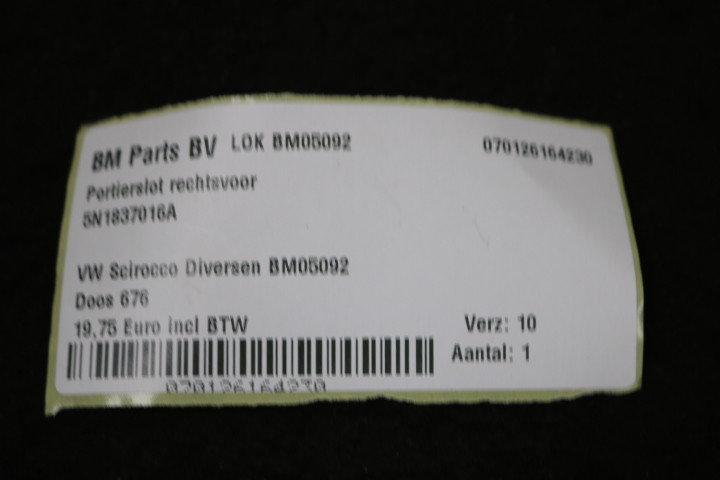 BM Parts BV LOK BM05092 070126164230
Portierslot rechtsvoor
5N1837016A
VW Scirocco Diversen BM05092
Doos 676
19,75 Euro incl BTW Verz: 10
Aantal: 1
070126164230